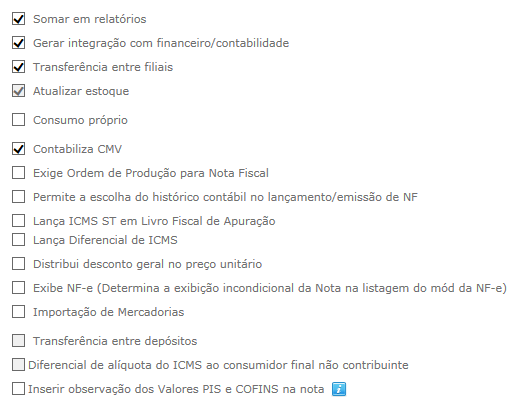 Somar em relatórios
Gerar integração com financeiro/contabilidade
Transferência entre filiais
Atualizar estoque
Consumo próprio
Contabiliza CMV
Exige Ordem de Produção para Nota Fiscal
Permite a escolha do histórico contábil no lançamento/emissão de NF
Lança ICMS ST em Livro Fiscal de Apuração
Lança Diferencial de ICMS
Distribui desconto geral no preço unitário
Exibe NF-e (Determina a exibição incondicional da Nota na listagem do mód da NF-e)
Importação de Mercadorias
Transferência entre depósitos
Diferencial de alíquota do ICMS ao consumidor final não contribuinte
Inserir observação dos Valores PIS e COFINS na nota i